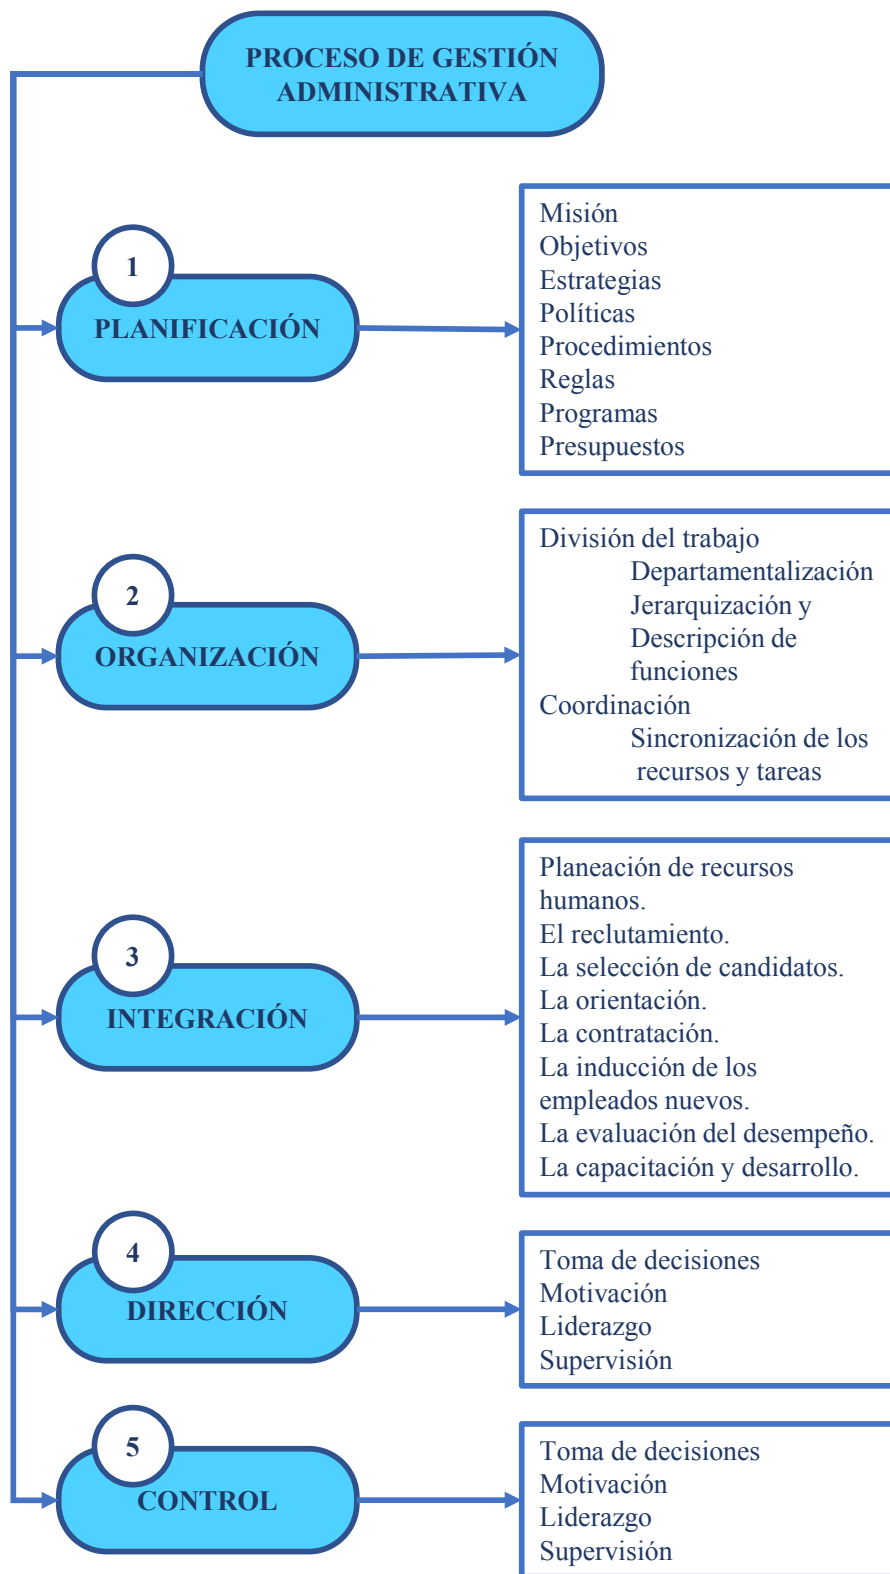 PROCESO DE GESTIÓN
ADMINISTRATIVA
1
PLANIFICACIÓN
Misión
Objetivos
Estrategias
Políticas
Procedimientos
Reglas
Programas
Presupuestos
2
ORGANIZACIÓN
División del trabajo
Departamentalización
Jerarquización y
Descripción de
funciones
Coordinación
Sincronización de los
recursos y tareas
3
INTEGRACIÓN
Planeación de recursos
humanos.
El reclutamiento.
La selección de candidatos.
La orientación.
La contratación.
La inducción de los
empleados nuevos.
La evaluación del desempeño.
La capacitación y desarrollo.
4
DIRECCIÓN
Toma de decisiones
Motivación
Liderazgo
Supervisión
5
CONTROL
Toma de decisiones
Motivación
Liderazgo
Supervisión